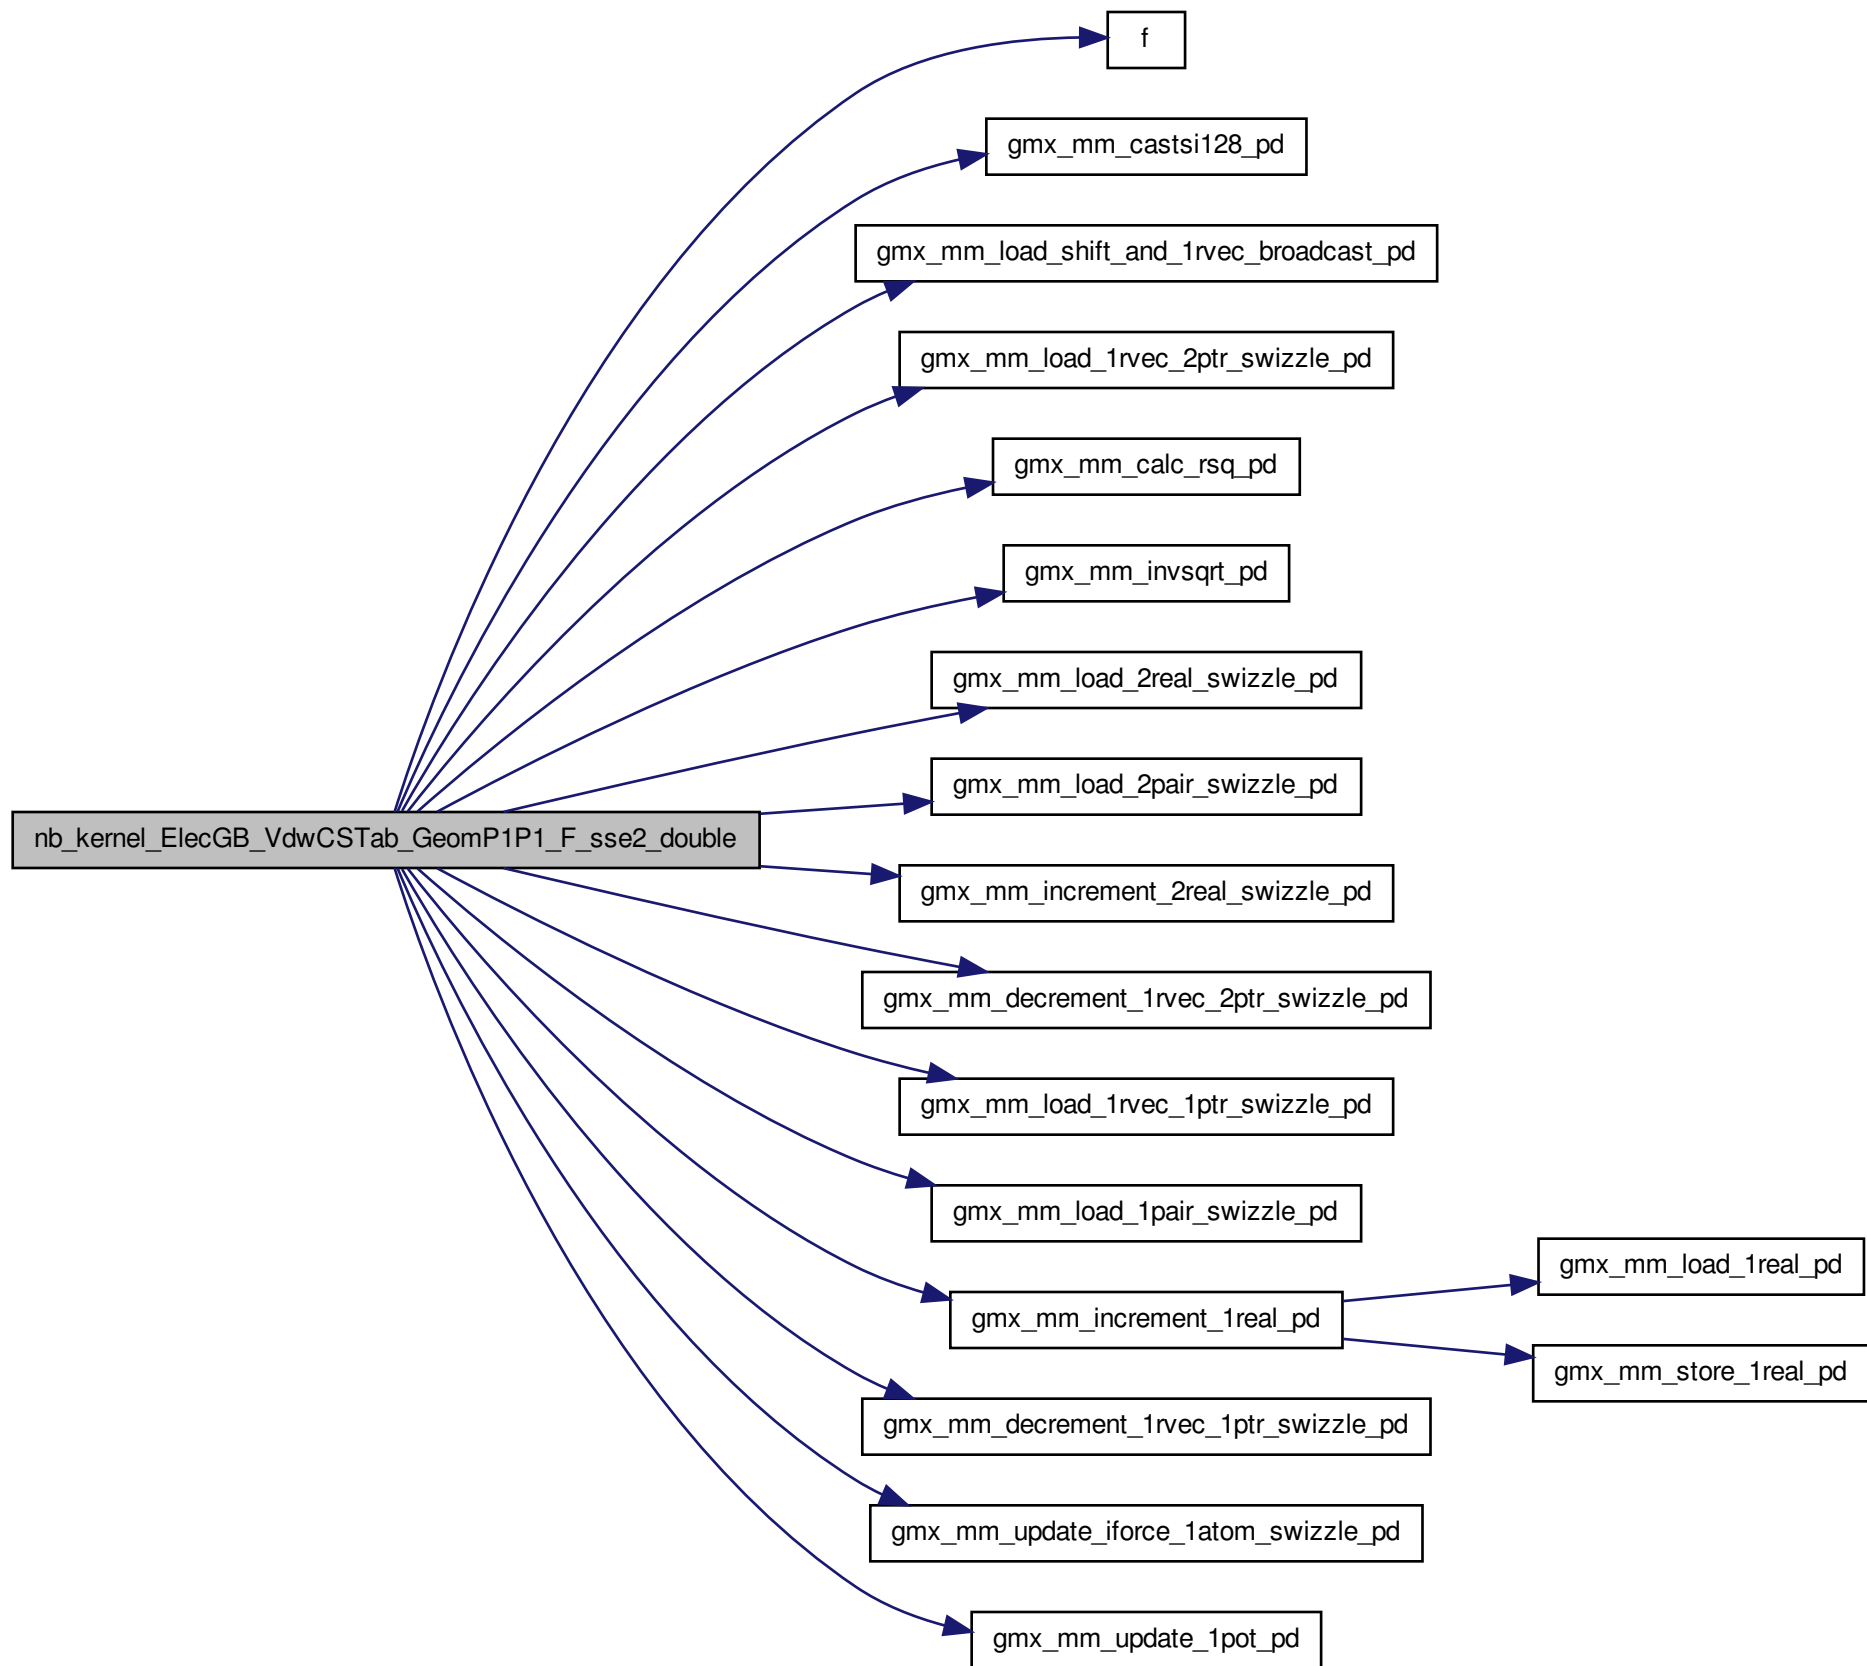 f
gmx_mm_castsi128_pd
gmx_mm_load_shift_and_1rvec_broadcast_pd
gmx_mm_load_1rvec_2ptr_swizzle_pd
gmx_mm_calc_rsq_pd
gmx_mm_invsqrt_pd
gmx_mm_load_2real_swizzle_pd
gmx_mm_load_2pair_swizzle_pd
nb_kernel_ElecGB_VdwCSTab_GeomP1P1_F_sse2_double
gmx_mm_increment_2real_swizzle_pd
gmx_mm_decrement_1rvec_2ptr_swizzle_pd
gmx_mm_load_1rvec_1ptr_swizzle_pd
gmx_mm_load_1pair_swizzle_pd
gmx_mm_load_1real_pd
gmx_mm_increment_1real_pd
gmx_mm_store_1real_pd
gmx_mm_decrement_1rvec_1ptr_swizzle_pd
gmx_mm_update_iforce_1atom_swizzle_pd
gmx_mm_update_1pot_pd